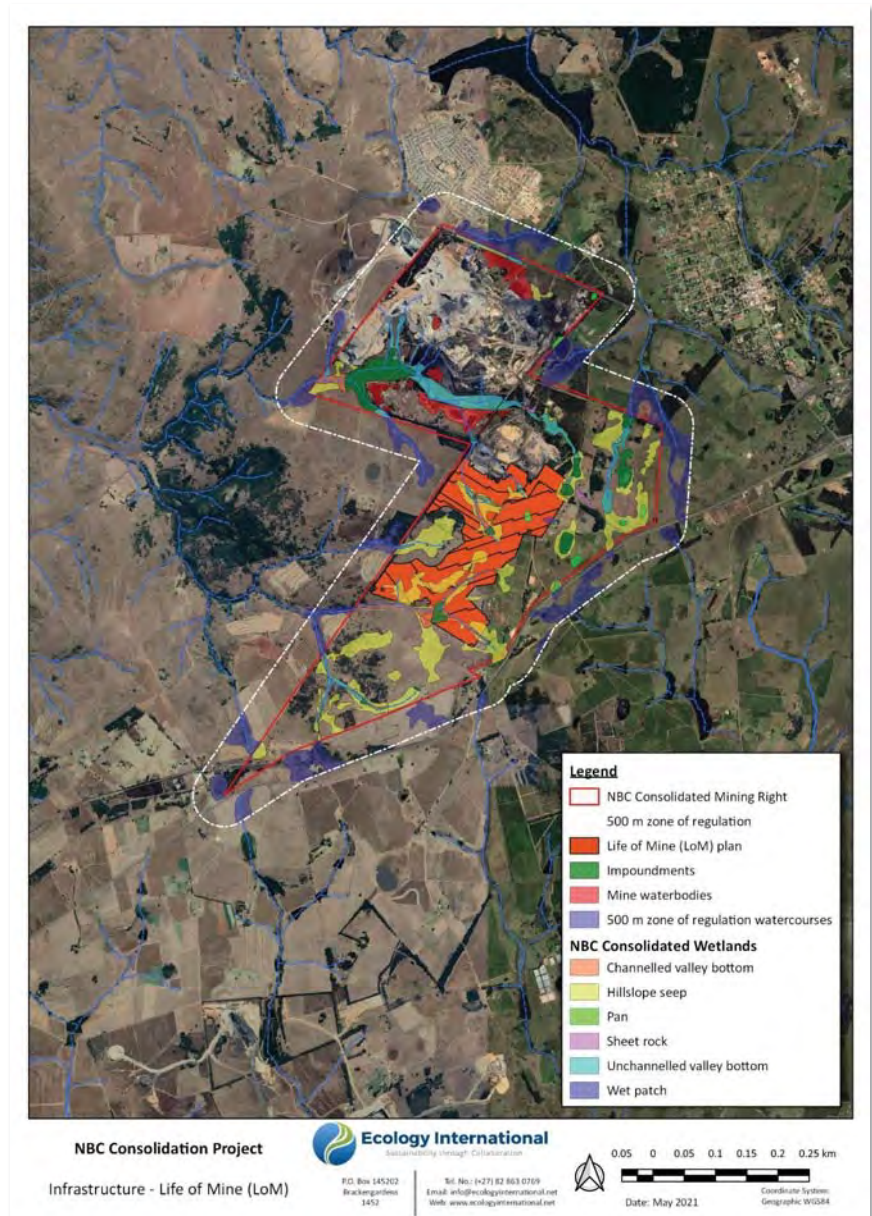 Legend
NBC Consolidated Mining Right
500 m zone of regulation
Life of Mine (LoM) plan
Impoundments
Mine waterbodies
500 m zone of regulation watercourses
NBC Consolidated Wetlands
Channelled valley bottom
Hillslope seep
Pan
Sheet rock
Unchannelled valley bottom
Wet patch
NBC Consolidation Project
Infrastructure - Life of Mine (LoM)
Ecology International
Sustainability through Collaboration
P.O. Box 145202
Brackengardens
1452
Tel. No.: (+27) 82 863 0769
Email: info@ecologyinternational.net
Web: www.ecologyinternational.net
0.05 0 0.05 0.1 0.15 0.2 0.25 km
Date: May 2021
Coordinate System:
Geographic WGS84